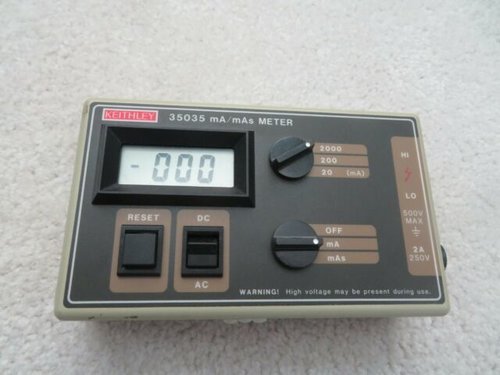 KEITHLEY 35035 mA/mAs METER
- 000
2000
200
20 (mA)
HI
LO
500V
MAX
2A
250V
RESET
DC
AC
OFF
mA
mAs
WARNING! High voltage may be present during use.